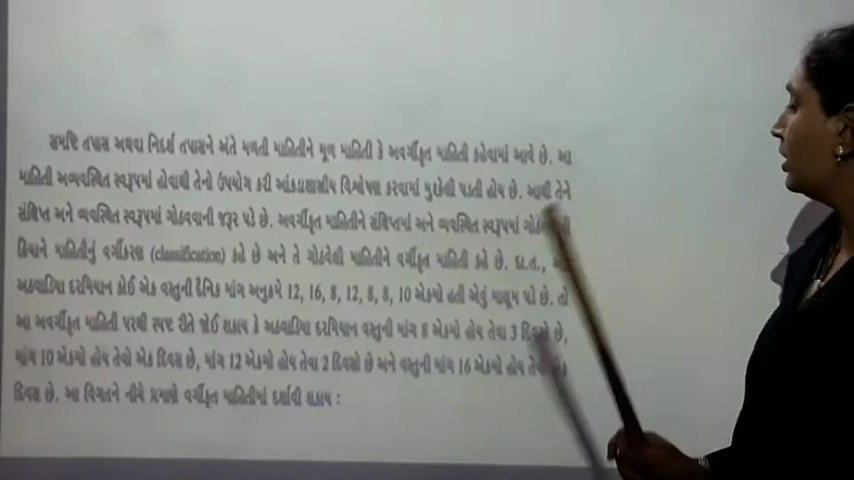 સમષ્ટિ તપાસ અથવા નિદર્શ તપાસને અંતે મળતી માહિતીને મૂળ માહિતી કે અવર્ગીકૃત માહિતી કહેવામાં આવે છે. આ
માહિતી અવ્યવસ્થિત સ્વરૂપમાં હોવાથી તેનો ઉપયોગ કરી આંકડાશાસ્ત્રીય વિશ્લેષણ કરવામાં મુશ્કેલી પડતી હોય છે. આથી તેને
સંક્ષિપ્ત અને વ્યવસ્થિત સ્વરૂપમાં ગોઠવવાની જરૂર પડે છે. અવર્ગીકૃત માહિતીને સંક્ષિપ્તમાં અને વ્યવસ્થિત સ્વરૂપમાં
ક્રિયાને માહિતીનું વર્ગીકરણ (classification) કહે છે અને તે ગોઠવેલી માહિતીને વર્ગીકૃત માહિતી કહે છે. દા.ત.,
અઠવાડિયા દરમિયાન કોઈ એક વસ્તુની દૈનિક માંગ અનુક્રમે 12, 16, 8, 12, 8, 8, 10 એકમો હતી એવું માલૂમ પડે છે. તો
આ અવર્ગીકૃત માહિતી પરથી સ્પષ્ટ રીતે જોઈ શકાય કે અઠવાડિયા દરમિયાન વસ્તુની માંગ 8 એકમો હોય તેવા 3 દિવસો છે,
માંગ 10 એકમો હોય તેવો એક દિવસ છે, માંગ 12 એકમો હોય તેવા 2 દિવસો છે અને વસ્તુની માંગ 16 એકમો હોય
દિવસ છે. આ વિગતને નીચે પ્રમાણે વર્ગીકૃત માહિતીમાં દર્શાવી શકાય :